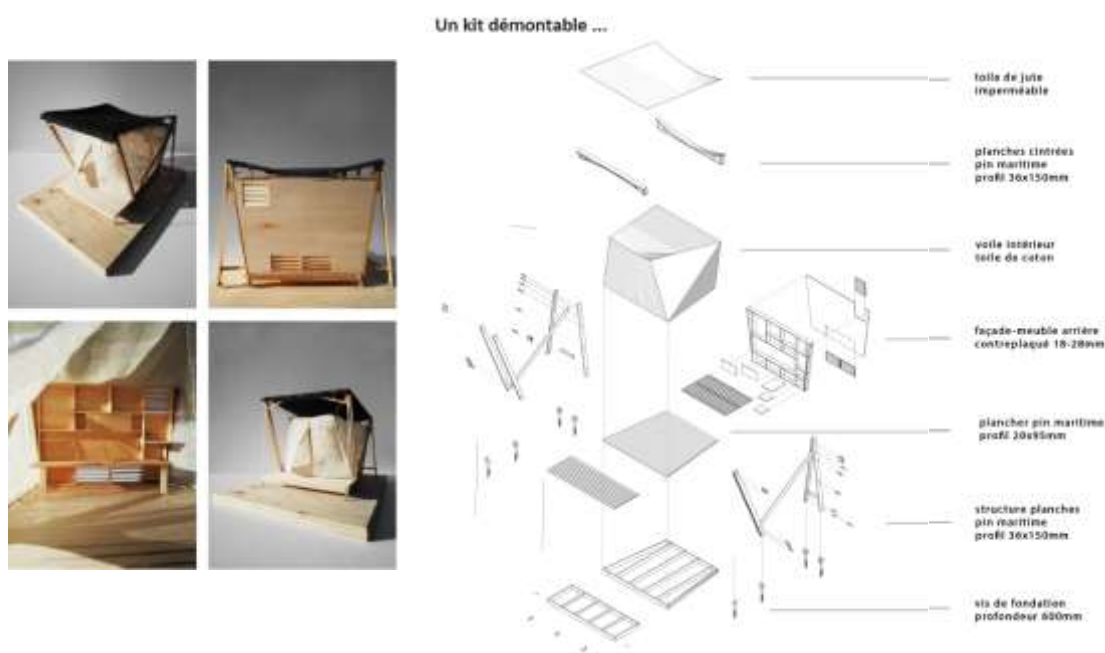 Un kit démontable ...
toile de jute
imperméable
planches cintrées
pin maritime
profil 36x150mm
voile intérieur
toile de coton
façade-meuble arrière
contreplaqué 18-28mm
plancher pin maritime
profil 20x95mm
structure planches
pin maritime
profil 36x150mm
vis de fondation
profondeur 600mm